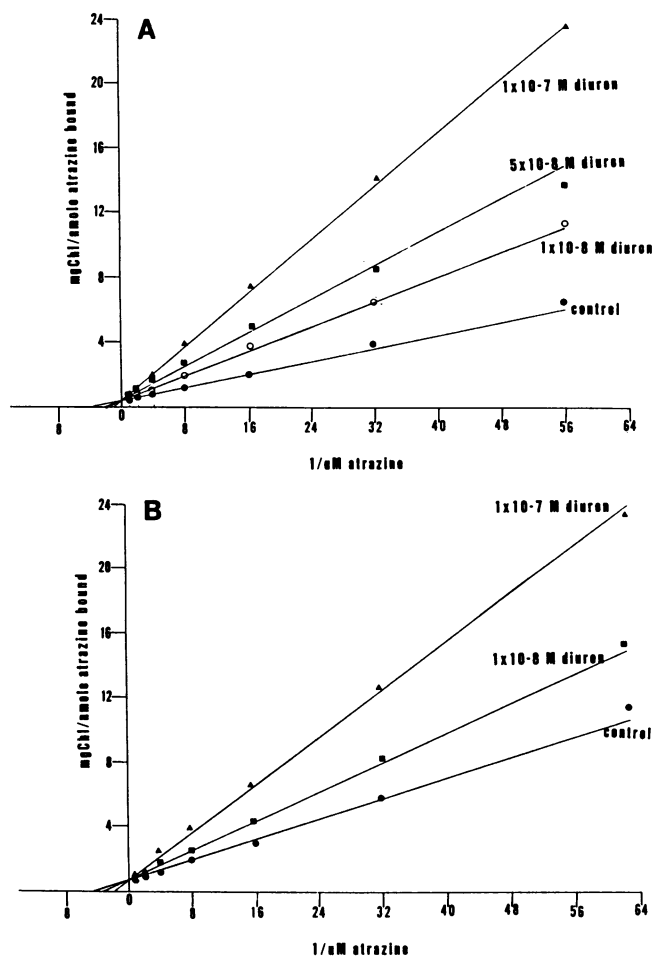 A
24
20
16
12
8
4
mgChl/nmole atrazine bound
1x10-7 M diuron
5x10-8 M diuron
1x10-8 M diuron
control
8 0 8 16 24 32 40 48 56 64
1/uM atrazine
B
24
20
16
12
8
4
mgChl/nmole atrazine bound
1x10-7 M diuron
1x10-8 M diuron
control
8 0 8 16 24 32 40 48 56 64
1/uM atrazine